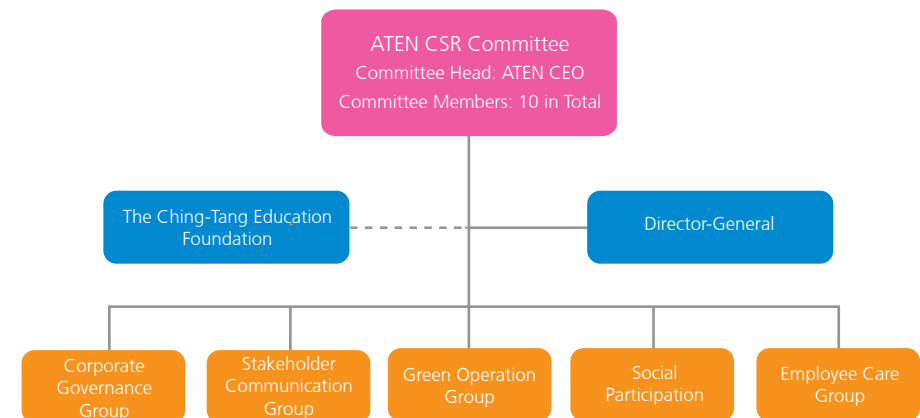 ATEN CSR Committee
Committee Head: ATEN CEO
Committee Members: 10 in Total
The Ching-Tang Education
Foundation
Director-General
Corporate
Governance
Group
Stakeholder
Communication
Group
Green Operation
Group
Social
Participation
Employee Care
Group